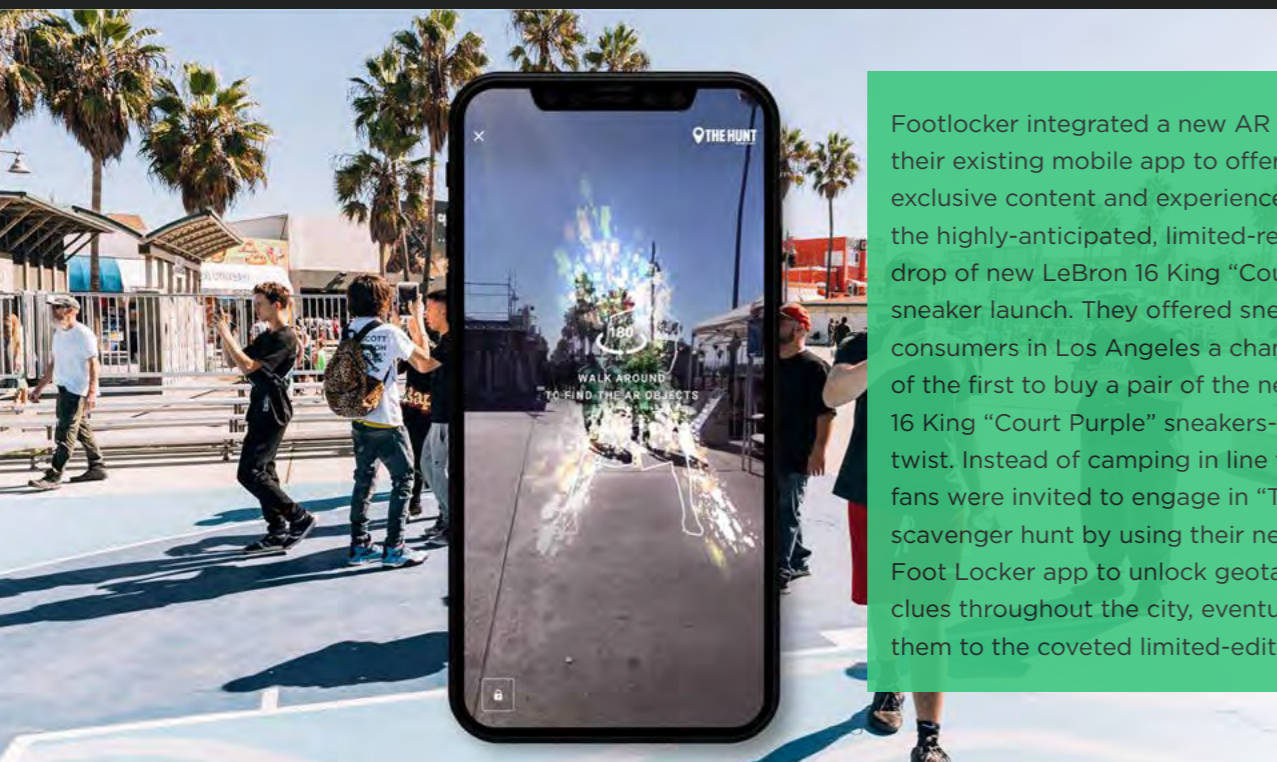 THE HUNT
180
WALK AROUND
TO FIND THE AR OBJECTS
Footlocker integrated a new AR
their existing mobile app to offer
exclusive content and experience
the highly-anticipated, limited-re
drop of new LeBron 16 King “Cou
sneaker launch. They offered sne
consumers in Los Angeles a chan
of the first to buy a pair of the ne
16 King “Court Purple” sneakers-
twist. Instead of camping in line
fans were invited to engage in “T
scavenger hunt by using their ne
Foot Locker app to unlock geota
clues throughout the city, eventu
them to the coveted limited-edit